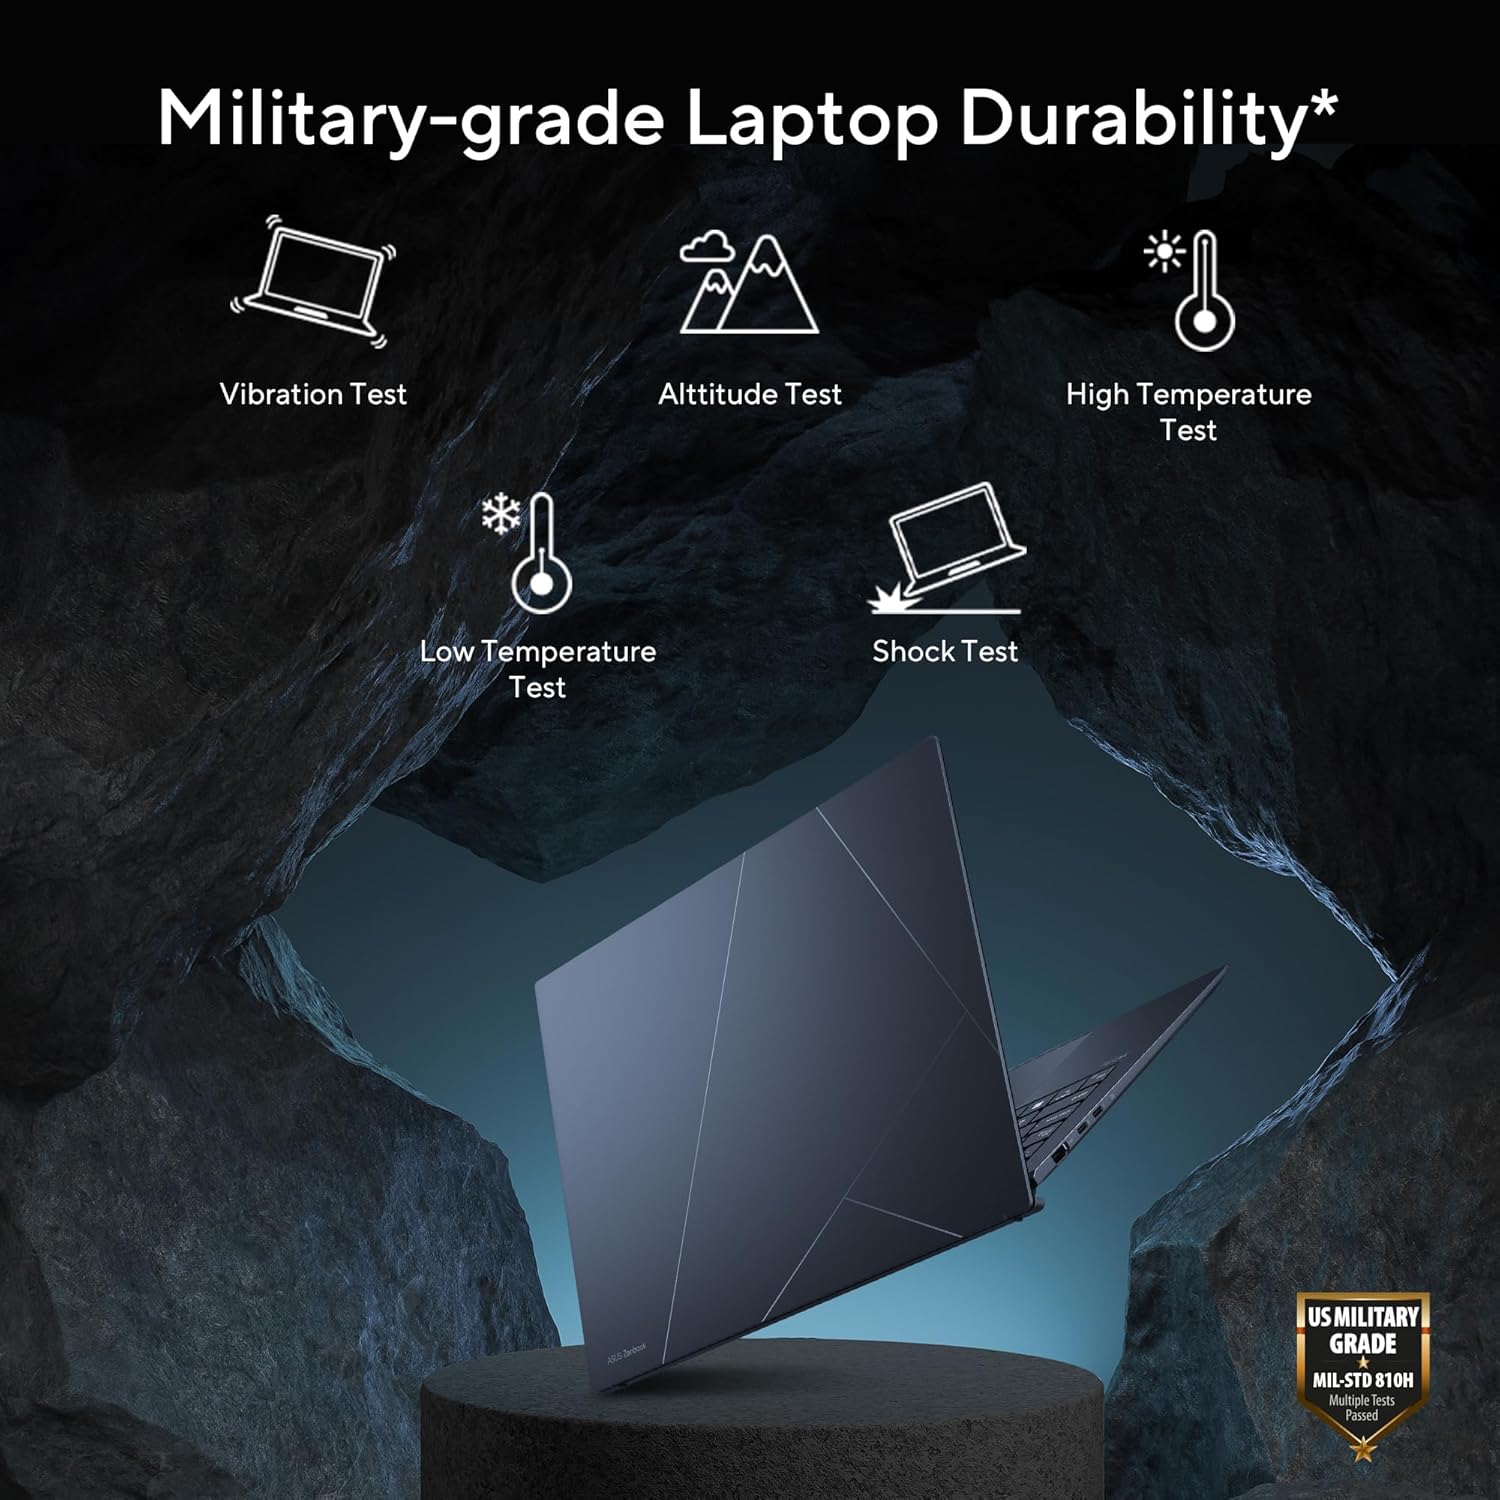 Military-grade Laptop Durability*
Vibration Test
Alttitude Test
High Temperature
Test
Low Temperature
Test
Shock Test
ASUS Zenbook
US MILITARY
GRADE
MIL-STD 810H
Multiple Tests
Passed